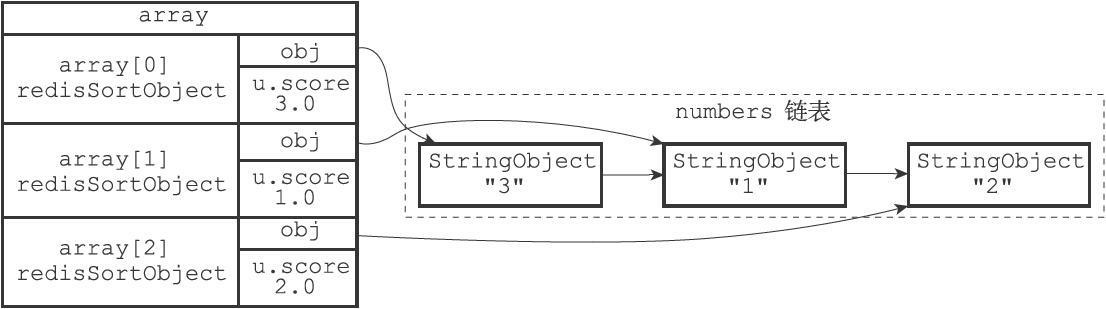 array
array[0]
redisSortObject
obj
u.score
3.0
array[1]
redisSortObject
obj
u.score
1.0
array[2]
redisSortObject
obj
u.score
2.0
numbers 链表
StringObject
"3"
StringObject
"1"
StringObject
"2"